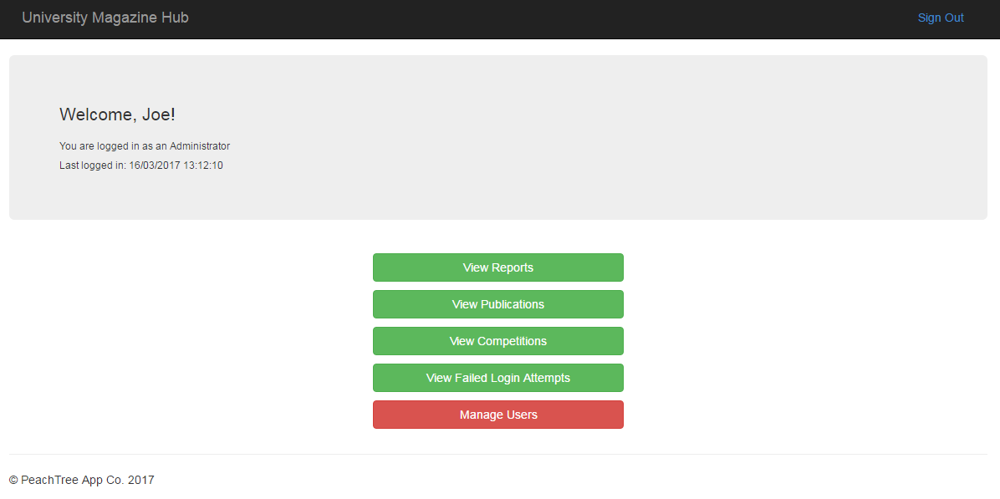 University Magazine Hub
Sign Out
Welcome, Joe!
You are logged in as an Administrator
Last logged in: 16/03/2017 13:12:10
View Reports
View Publications
View Competitions
View Failed Login Attempts
Manage Users
© PeachTree App Co. 2017